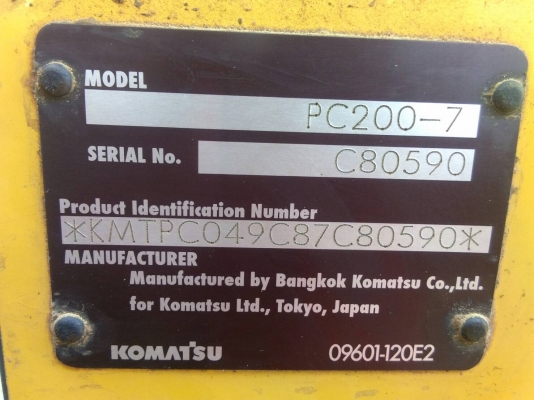 MODEL
PC200-7
SERIAL No. C80590
Product Identification Number
*KMTPC049C87C80590*
MANUFACTURER
Manufactured by Bangkok Komatsu Co.,Ltd.
for Komatsu Ltd., Tokyo, Japan
KOMATSU 09601-120E2